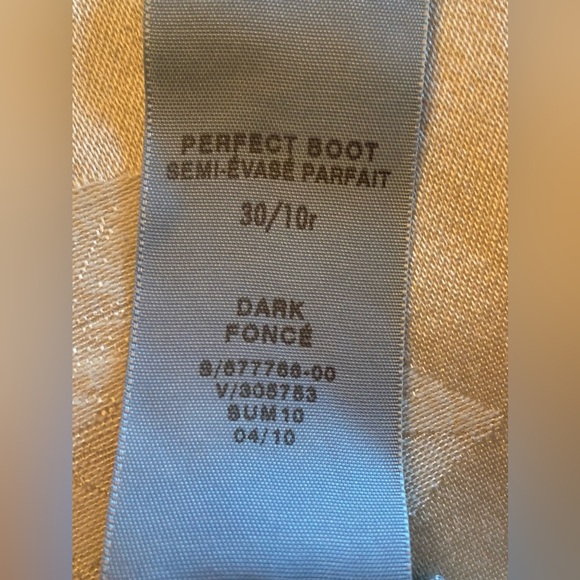 PERFECT BOOT
SEMI-ÉVASÉ PARFAIT
30/10r
DARK
FONCÉ
S/677766-00
V/305753
SUM10
04/10